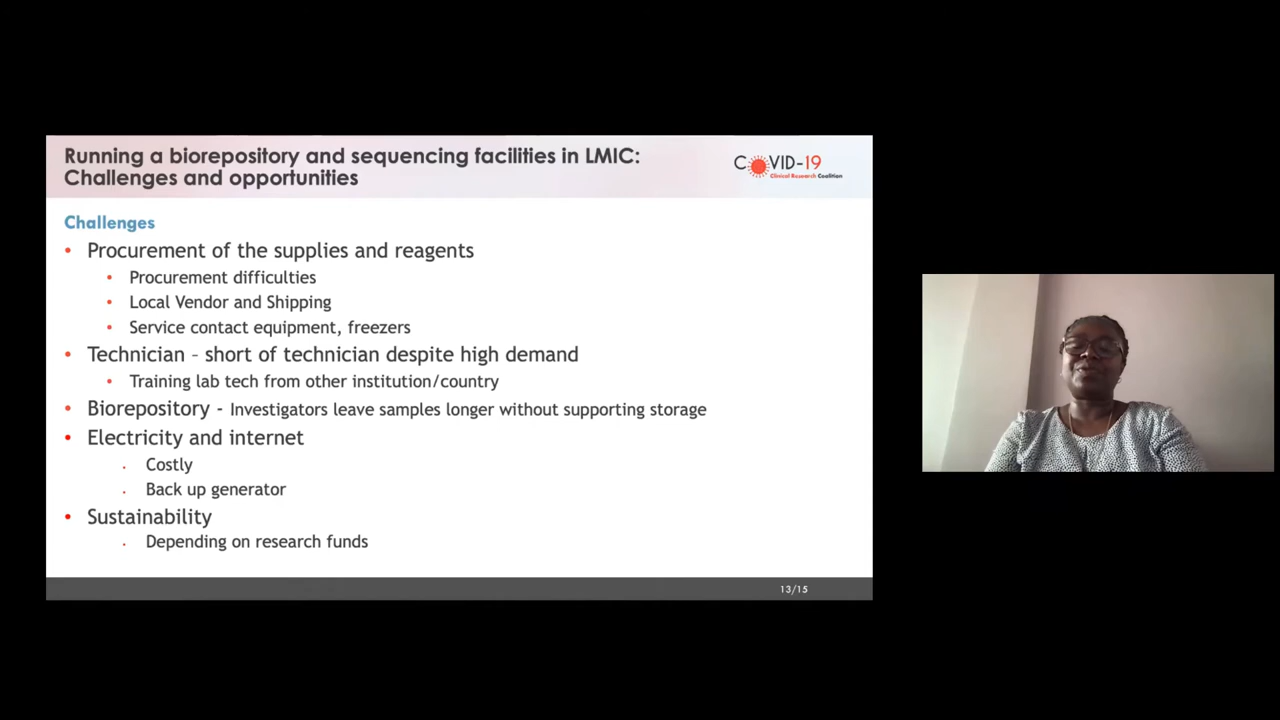 Running a biorepository and sequencing facilities in LMIC:
Challenges and opportunities
COVID-19
Clinical Research Coalition
Challenges
• Procurement of the supplies and reagents
• Procurement difficulties
• Local Vendor and Shipping
• Service contact equipment, freezers
• Technician – short of technician despite high demand
• Training lab tech from other institution/country
• Biorepository - Investigators leave samples longer without supporting storage
• Electricity and internet
. Costly
. Back up generator
• Sustainability
. Depending on research funds
13/15